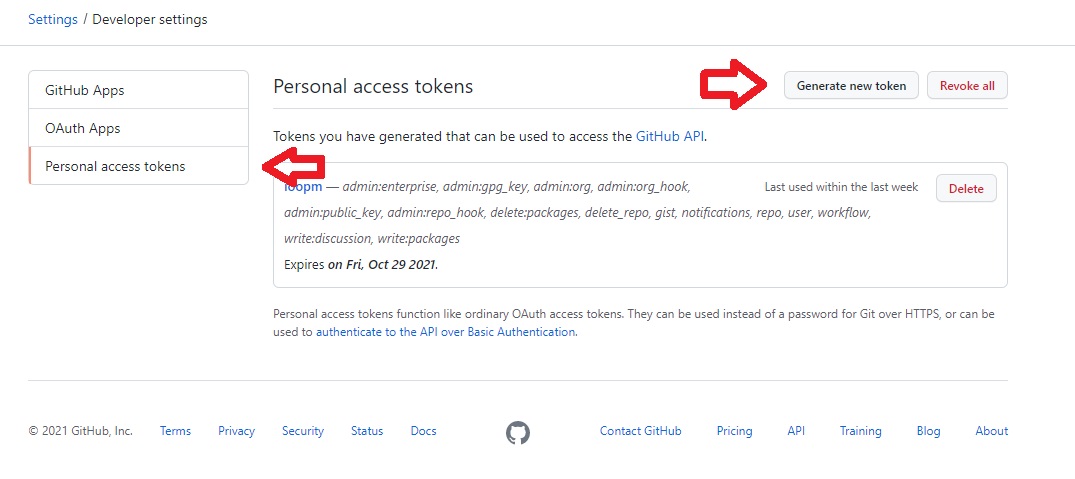 Settings / Developer settings
GitHub Apps
OAuth Apps
Personal access tokens
Personal access tokens
Generate new token
Revoke all
Tokens you have generated that can be used to access the GitHub API.
loopm — admin:enterprise, admin:gpg_key, admin:org, admin:org_hook,
admin:public_key, admin:repo_hook, delete:packages, delete_repo, gist, notifications, repo, user, workflow,
write:discussion, write:packages
Last used within the last week
Delete
Expires on Fri, Oct 29 2021.
Personal access tokens function like ordinary OAuth access tokens. They can be used instead of a password for Git over HTTPS, or can be
used to authenticate to the API over Basic Authentication.
© 2021 GitHub, Inc. Terms Privacy Security Status Docs Contact GitHub Pricing API Training Blog About